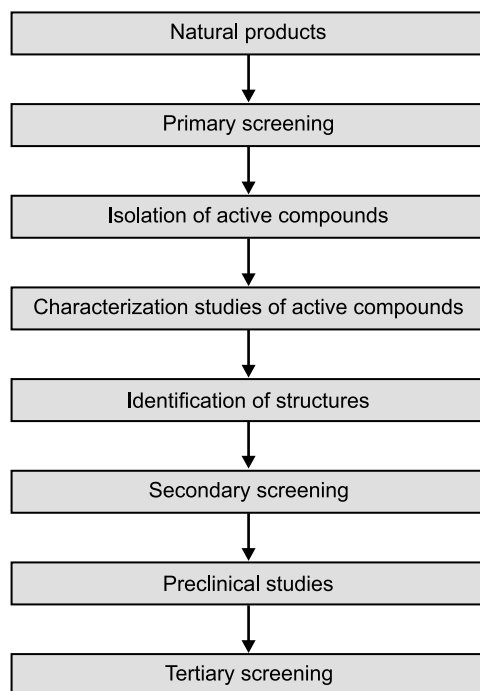 Natural products
Primary screening
Isolation of active compounds
Characterization studies of active compounds
Identification of structures
Secondary screening
Preclinical studies
Tertiary screening